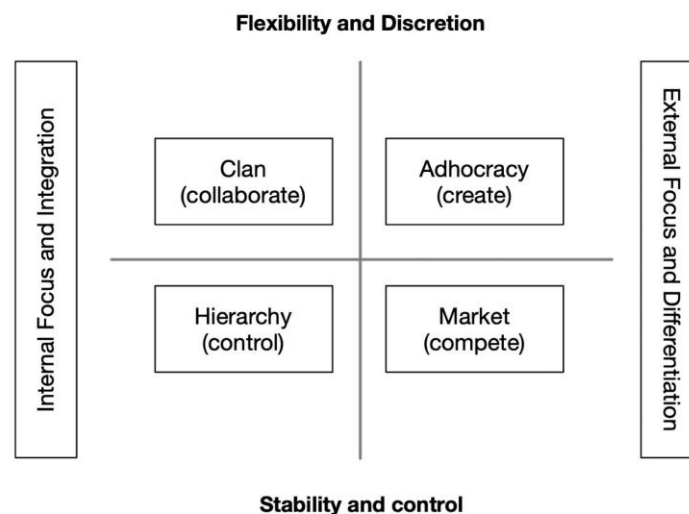 Flexibility and Discretion
Internal Focus and Integration
Clan
(collaborate)
Adhocracy
(create)
External Focus and Differentiation
Hierarchy
(control)
Market
(compete)
Stability and control